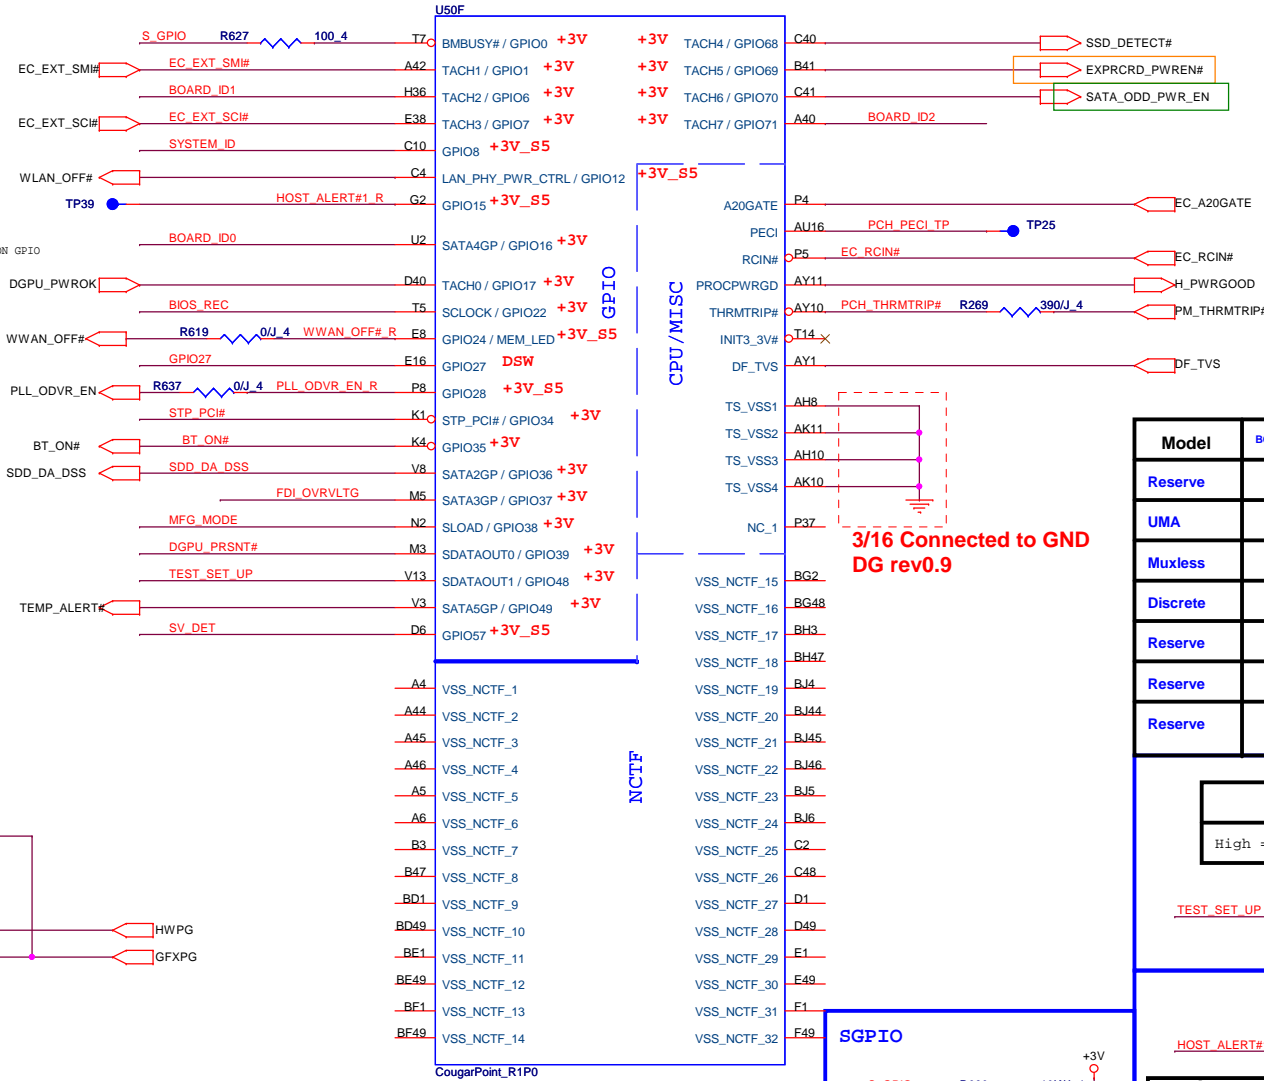 U50F
S_GPIO R627 100_4 T7 BMBUSY# / GPIO0 +3V +3V TACH4 / GPIO68 C40 SSD_DETECT#
EC_EXT_SMI# EC_EXT_SMI# A42 TACH1 / GPIO1 +3V +3V TACH5 / GPIO69 B41 EXPRCRD_PWREN#
BOARD_ID1 H36 TACH2 / GPIO6 +3V +3V TACH6 / GPIO70 C41 SATA_ODD_PWR_EN
EC_EXT_SCI# EC_EXT_SCI# E38 TACH3 / GPIO7 +3V +3V TACH7 / GPIO71 A40 BOARD_ID2
SYSTEM_ID C10 GPIO8 +3V_S5
WLAN_OFF# C4 LAN_PHY_PWR_CTRL / GPIO12 +3V_S5
TP39 HOST_ALERT#1_R G2 GPIO15 +3V_S5 A20GATE P4 EC_A20GATE
PECI AU16 PCH_PECI_TP TP25
BOARD_ID0 U2 SATA4GP / GPIO16 +3V
ON GPIO
RCIN# P5 EC_RCIN# EC_RCIN#
DGPU_PWROK D40 TACH0 / GPIO17 +3V GPIO PROCPWRGD AY11 H_PWRGOOD
BIOS_REC T5 SCLOCK / GPIO22 +3V CPU/MISC THRMTRIP# AY10 PCH_THRMTRIP# R269 390/J_4 PM_THRMTRIP#
WWAN_OFF# R619 0/J_4 WWAN_OFF#_R E8 GPIO24 / MEM_LED +3V_S5 INIT3_3V# T14
GPIO27 E16 GPIO27 DSW DF_TVS AY1 DF_TVS
PLL_ODVR_EN R637 0/J_4 PLL_ODVR_EN_R P8 GPIO28 +3V_S5
STP_PCI# K1 STP_PCI# / GPIO34 +3V TS_VSS1 AH8
BT_ON# BT_ON# K4 GPIO35 +3V TS_VSS2 AK11
SDD_DA_DSS SDD_DA_DSS V8 SATA2GP / GPIO36 +3V TS_VSS3 AH10
FDI_OVRVLTG M5 SATA3GP / GPIO37 +3V TS_VSS4 AK10
MFG_MODE N2 SLOAD / GPIO38 +3V NC_1 P37
3/16 Connected to GND
DG rev0.9
DGPU_PRSNT# M3 SDATAOUT0 / GPIO39 +3V
TEST_SET_UP V13 SDATAOUT1 / GPIO48 +3V VSS_NCTF_15 BG2
TEMP_ALERT# V3 SATA5GP / GPIO49 +3V VSS_NCTF_16 BG48
SV_DET D6 GPIO57 +3V_S5 VSS_NCTF_17 BH3
VSS_NCTF_18 BH47
A4 VSS_NCTF_1 VSS_NCTF_19 BJ4
A44 VSS_NCTF_2 VSS_NCTF_20 BJ44
A45 VSS_NCTF_3 VSS_NCTF_21 BJ45
A46 VSS_NCTF_4 NCTF VSS_NCTF_22 BJ46
A5 VSS_NCTF_5 VSS_NCTF_23 BJ5
A6 VSS_NCTF_6 VSS_NCTF_24 BJ6
B3 VSS_NCTF_7 VSS_NCTF_25 C2
B47 VSS_NCTF_8 VSS_NCTF_26 C48
BD1 VSS_NCTF_9 VSS_NCTF_27 D1
BD49 VSS_NCTF_10 VSS_NCTF_28 D49
BE1 VSS_NCTF_11 VSS_NCTF_29 E1
BE49 VSS_NCTF_12 VSS_NCTF_30 E49
BF1 VSS_NCTF_13 VSS_NCTF_31 F1
BF49 VSS_NCTF_14 VSS_NCTF_32 F49
CougarPoint_R1P0
HWPG
GFXPG
Model
Reserve
UMA
Muxless
Discrete
Reserve
Reserve
Reserve
High =
TEST_SET_UP
HOST_ALERT#
SGPIO
+3V